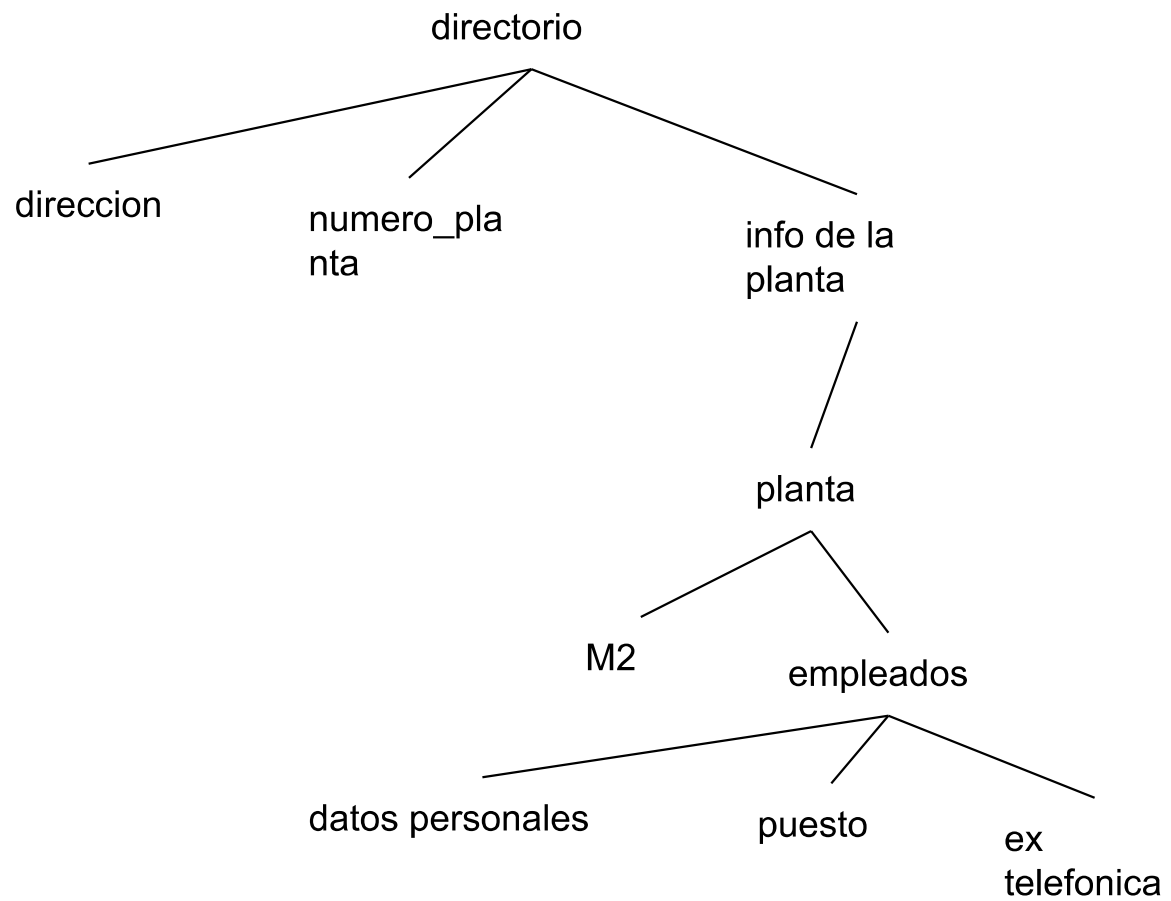 directorio
direccion
numero_pla
nta
info de la
planta
planta
M2
empleados
datos personales
puesto
ex
telefonica